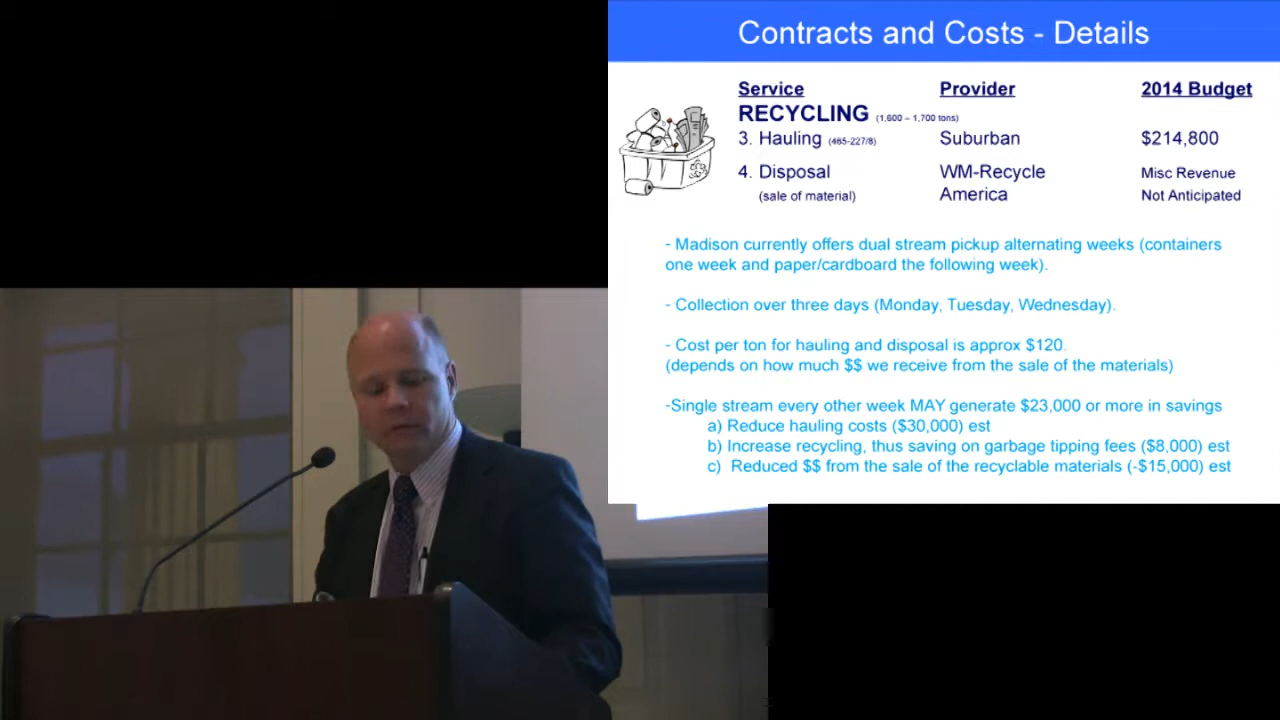 Contracts and Costs - Details
Service Provider 2014 Budget
RECYCLING (1,600 – 1,700 tons)
3. Hauling (465-227/8) Suburban $214,800
4. Disposal WM-Recycle Misc Revenue
(sale of material) America Not Anticipated
- Madison currently offers dual stream pickup alternating weeks (containers
one week and paper/cardboard the following week).
- Collection over three days (Monday, Tuesday, Wednesday).
- Cost per ton for hauling and disposal is approx $120.
(depends on how much $$ we receive from the sale of the materials)
-Single stream every other week MAY generate $23,000 or more in savings
a) Reduce hauling costs ($30,000) est
b) Increase recycling, thus saving on garbage tipping fees ($8,000) est
c) Reduced $$ from the sale of the recyclable materials (-$15,000) est